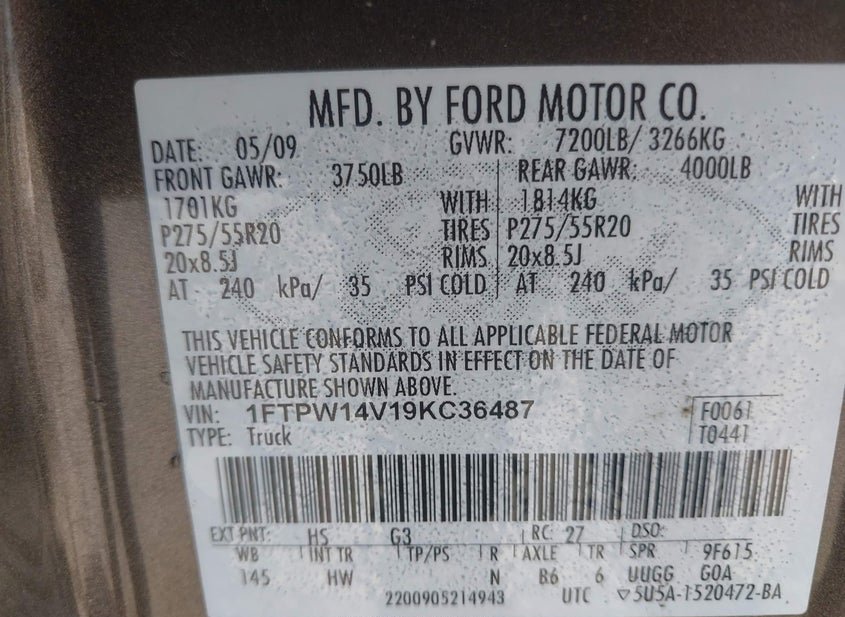 MFD. BY FORD MOTOR CO.
DATE: 05/09 GVWR: 7200LB/ 3266KG
FRONT GAWR: 3750LB REAR GAWR: 4000LB
1701KG WITH 1814KG WITH
P275/55R20 TIRES P275/55R20 TIRES
20x8.5J RIMS 20x8.5J RIMS
AT 240 kPa/ 35 PSI COLD AT 240 kPa/ 35 PSI COLD
THIS VEHICLE CONFORMS TO ALL APPLICABLE FEDERAL MOTOR
VEHICLE SAFETY STANDARDS IN EFFECT ON THE DATE OF
MANUFACTURE SHOWN ABOVE.
VIN: 1FTPW14V19KC36487 F0061
TYPE: Truck T0441
EXT PNT: HS G3 RC: 27 DSO:
WB INT TR TP/PS R AXLE TR SPR 9F615
145 HW N B6 6 UUGG G0A
2200905214943 UTC ▽5U5A-1520472-BA